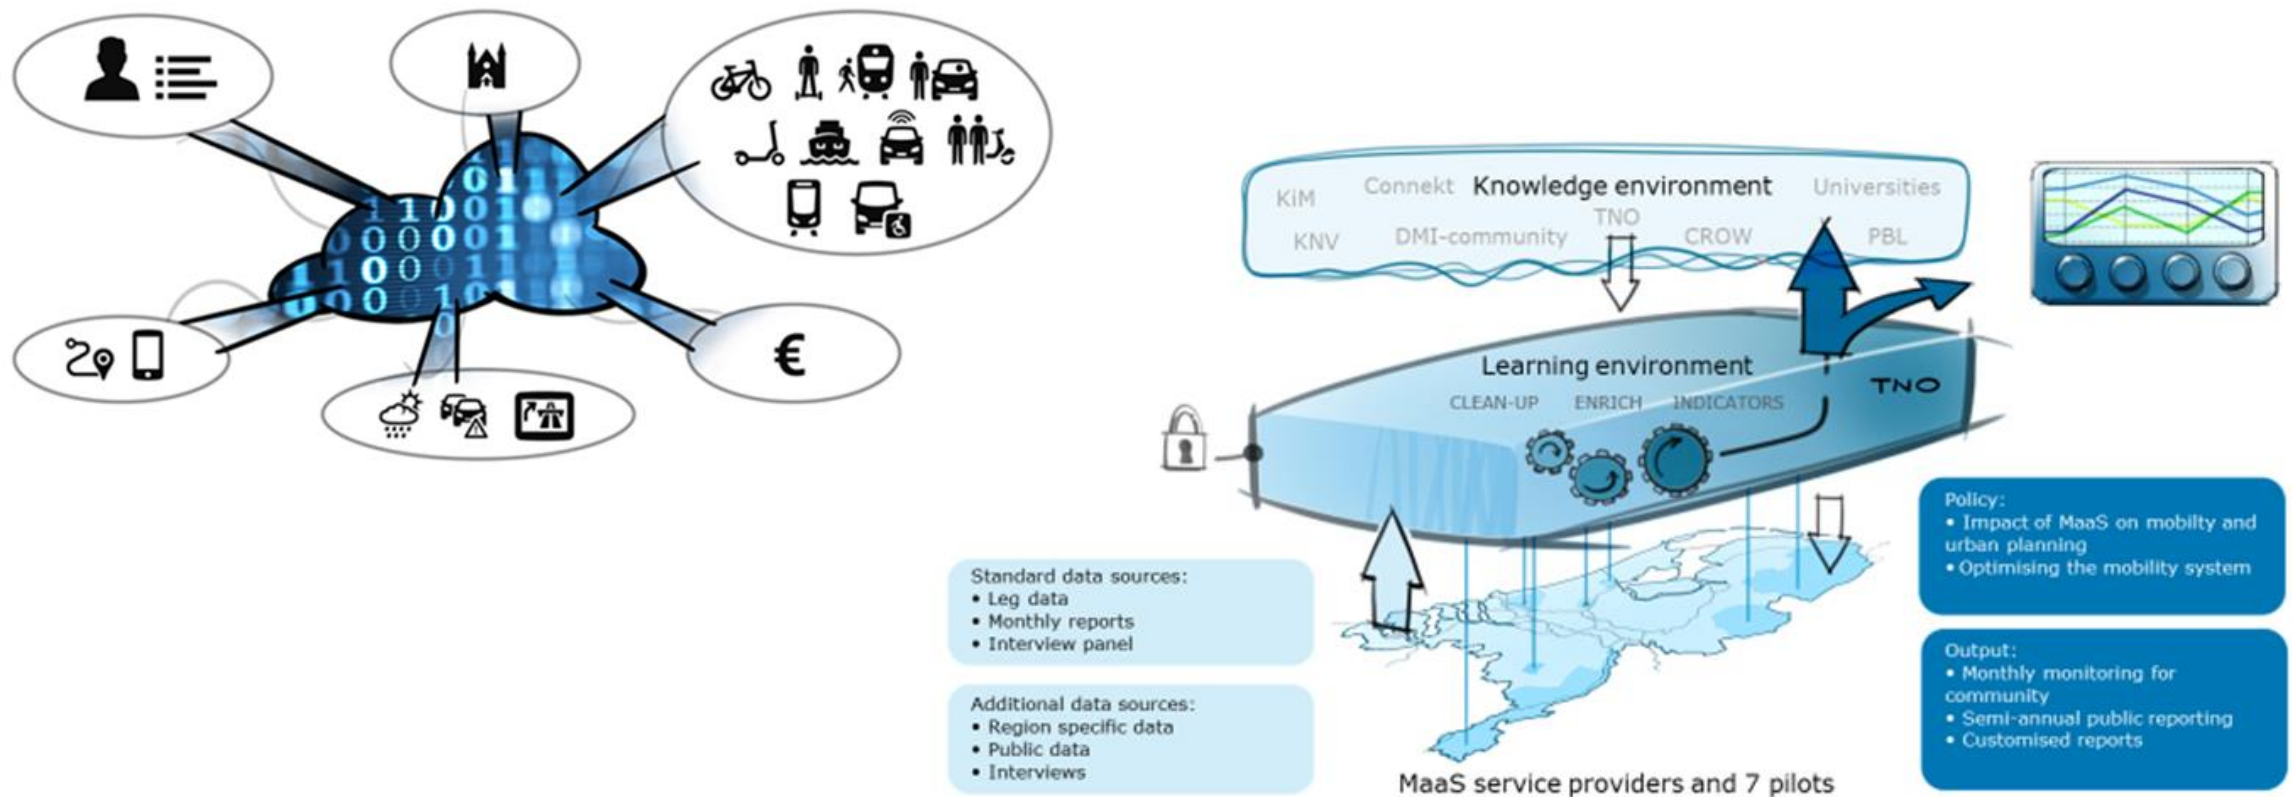 €
Knowledge environment
KiM
Connekt
Universities
TNO
KNV
DMI-community
CROW
PBL
Learning environment
CLEAN-UP ENRICH INDICATORS
TNO
Standard data sources:
• Leg data
• Monthly reports
• Interview panel
Additional data sources:
• Region specific data
• Public data
• Interviews
MaaS service providers and 7 pilots
Policy:
• Impact of MaaS on mobilty and
urban planning
• Optimising the mobility system
Output:
• Monthly monitoring for
community
• Semi-annual public reporting
• Customised reports